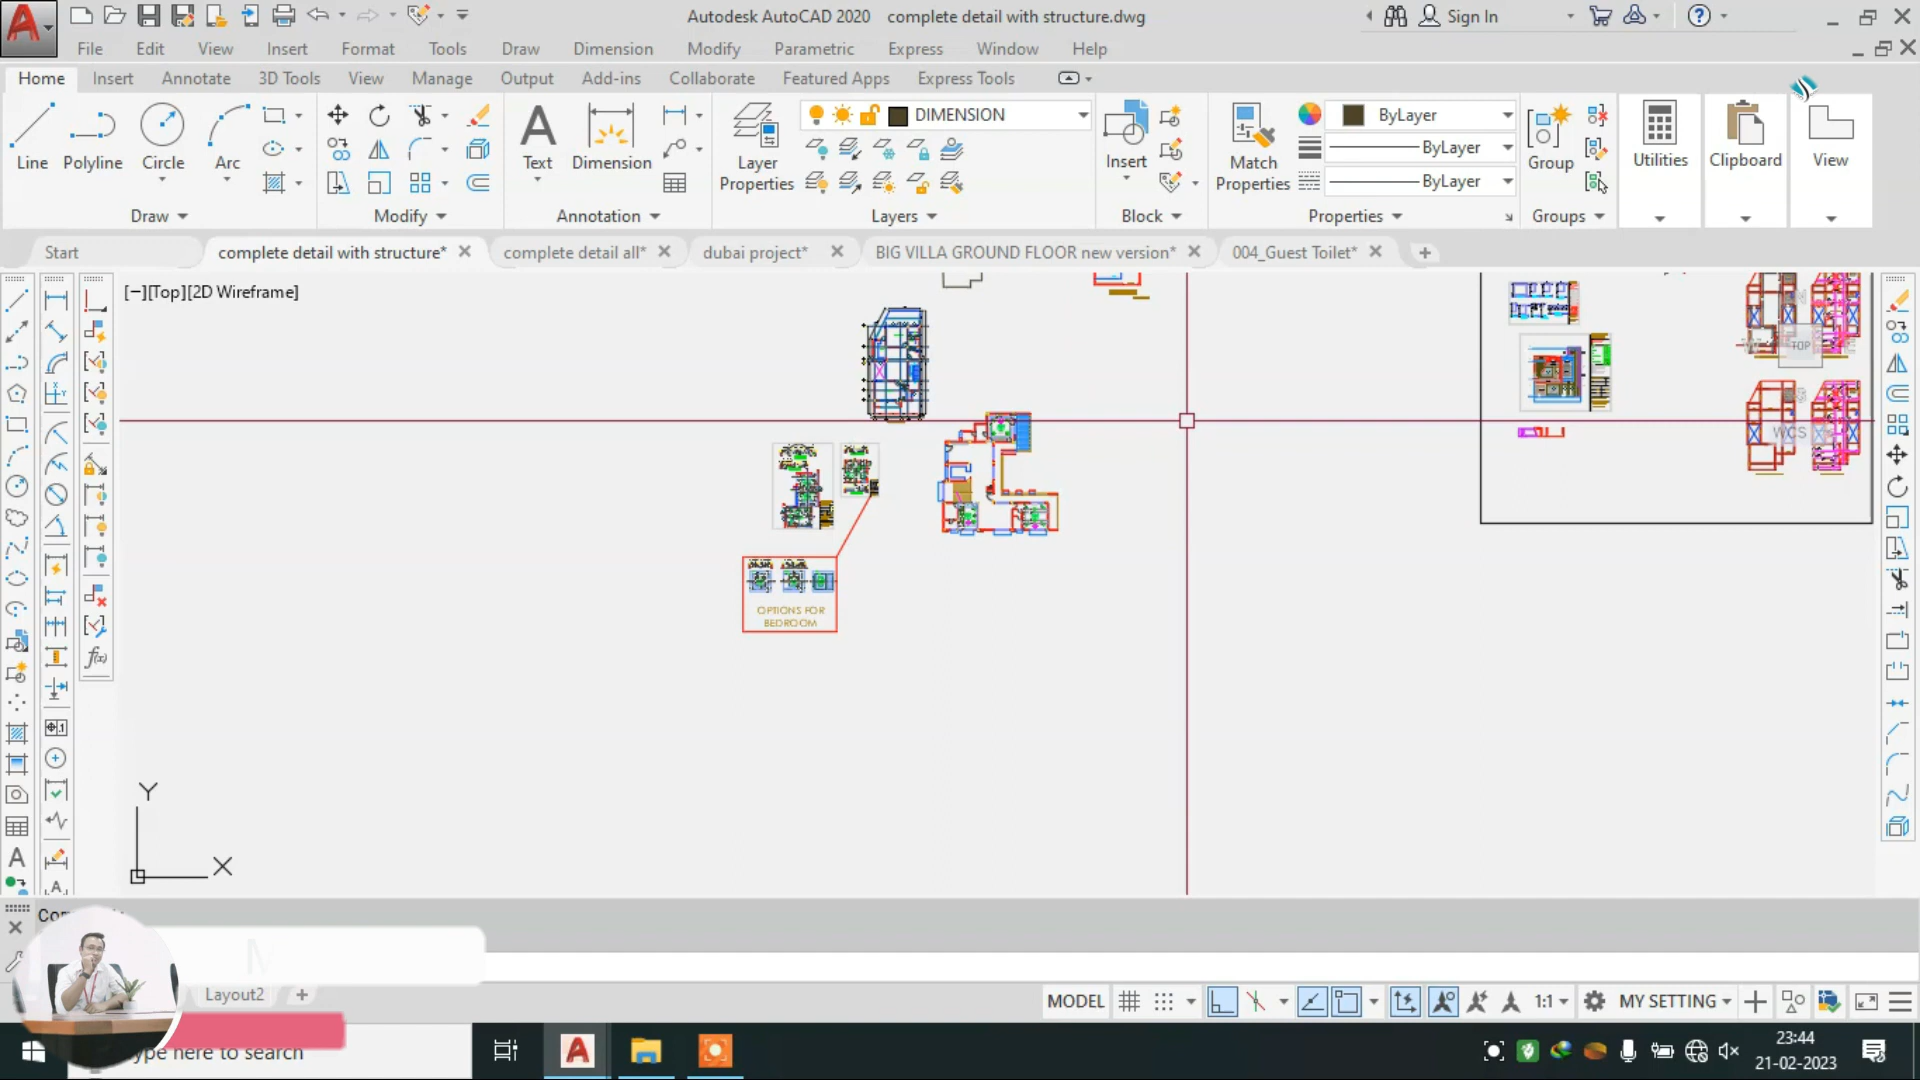 Autodesk AutoCAD 2020 complete detail with structure.dwg
Sign In
File Edit View Insert Format Tools Draw Dimension Modify Parametric Express Window Help
Home Insert Annotate 3D Tools View Manage Output Add-ins Collaborate Featured Apps Express Tools
DIMENSION
ByLayer
ByLayer
ByLayer
Line Polyline Circle Arc
Text Dimension
Layer Properties
Insert
Match Properties
Group
Utilities Clipboard View
Draw Modify Annotation Layers Block Properties Groups
Start complete detail with structure* complete detail all* dubai project* BIG VILLA GROUND FLOOR new version* 004_Guest Toilet*
[−][Top][2D Wireframe]
TOP
WCS
OPTIONS FOR
BEDROOM
Y
X
Layout2
MODEL 1:1 MY SETTING
ype here to search
23:44
21-02-2023